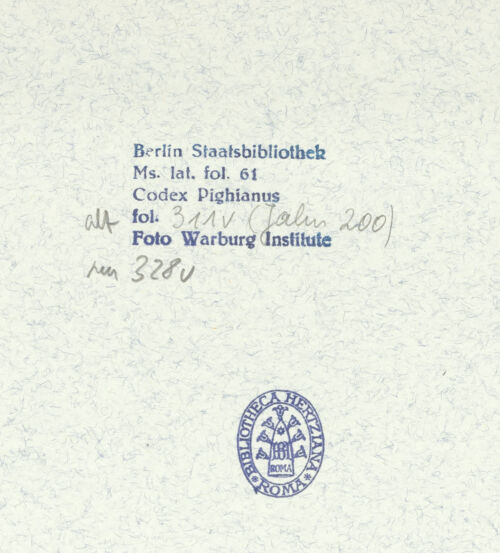 Berlin Staatsbibliothek
Ms. lat. fol. 61
Codex Pighianus
alt fol. 311v (Jahn 200)
Foto Warburg Institute
neu 328v
BIBLIOTHECA HERTZIANA
ROMA
* ROMA *